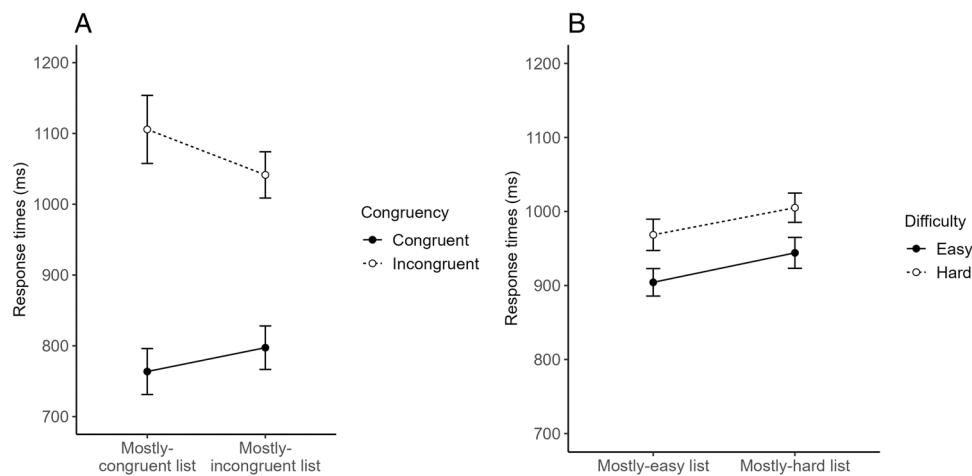 A
1200
1100
1000
900
800
700
Response times (ms)
Mostly-
congruent list
Mostly-
incongruent list
Congruency
Congruent
Incongruent
B
1200
1100
1000
900
800
700
Response times (ms)
Mostly-easy list
Mostly-hard list
Difficulty
Easy
Hard